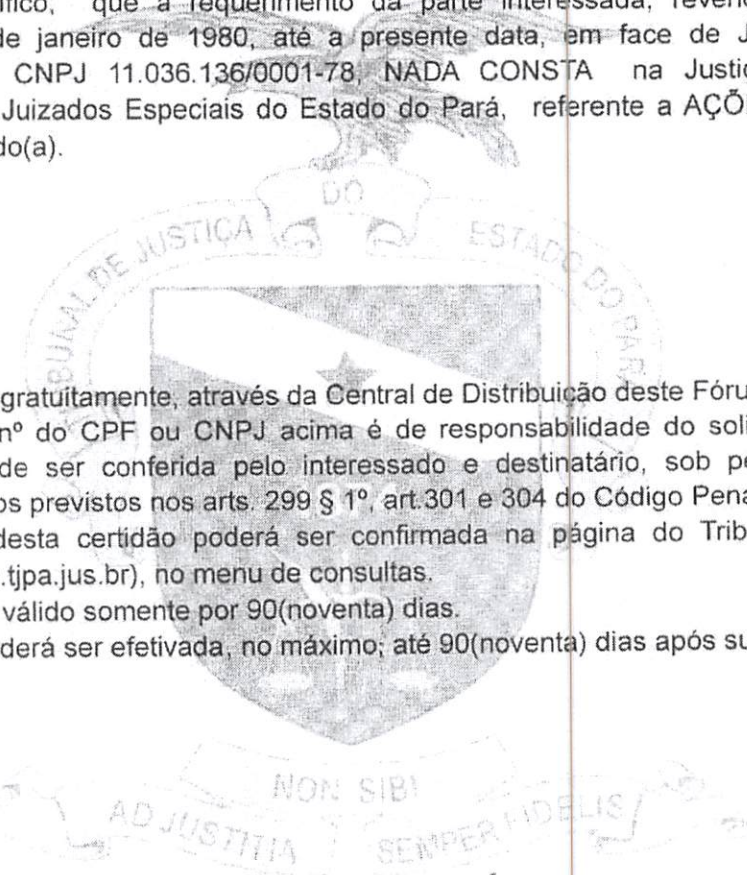 que a requerimento da parte interessada,
de janeiro de 1980, até a presente data, em face de J
CNPJ 11.036.136/0001-78, NADA CONSTA na Justi
Juizados Especiais do Estado do Pará, referente a AÇÕ
do(a).
DO
TRIBUNAL DE JUSTIÇA
ESTADO DO PAR
gratuitamente, através da Central de Distribuição deste Fóru
nº do CPF ou CNPJ acima é de responsabilidade do soli
de ser conferida pelo interessado e destinatário, sob pe
os previstos nos arts. 299 § 1º, art.301 e 304 do Código Pena
desta certidão poderá ser confirmada na página do Trib
.tjpa.jus.br), no menu de consultas.
válido somente por 90(noventa) dias.
derá ser efetivada, no máximo, até 90(noventa) dias após su
NON SIBI
AD JUSTITIA
SEMPER FIDELIS